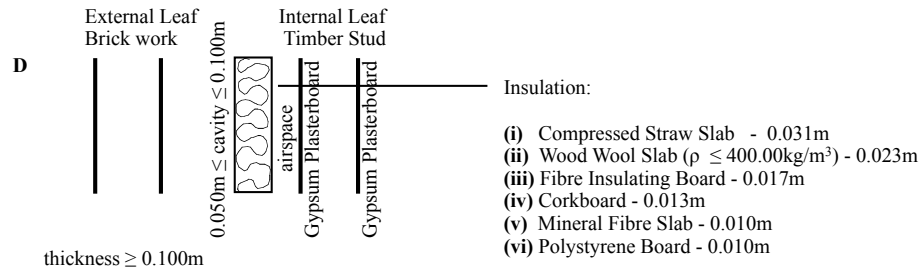 External Leaf
Brick work
Internal Leaf
Timber Stud
D
0.050m ≤ cavity ≤ 0.100m
airspace
Gypsum Plasterboard
Gypsum Plasterboard
Insulation:
(i) Compressed Straw Slab - 0.031m
(ii) Wood Wool Slab (ρ ≤ 400.00kg/m³) - 0.023m
(iii) Fibre Insulating Board - 0.017m
(iv) Corkboard - 0.013m
(v) Mineral Fibre Slab - 0.010m
(vi) Polystyrene Board - 0.010m
thickness ≥ 0.100m